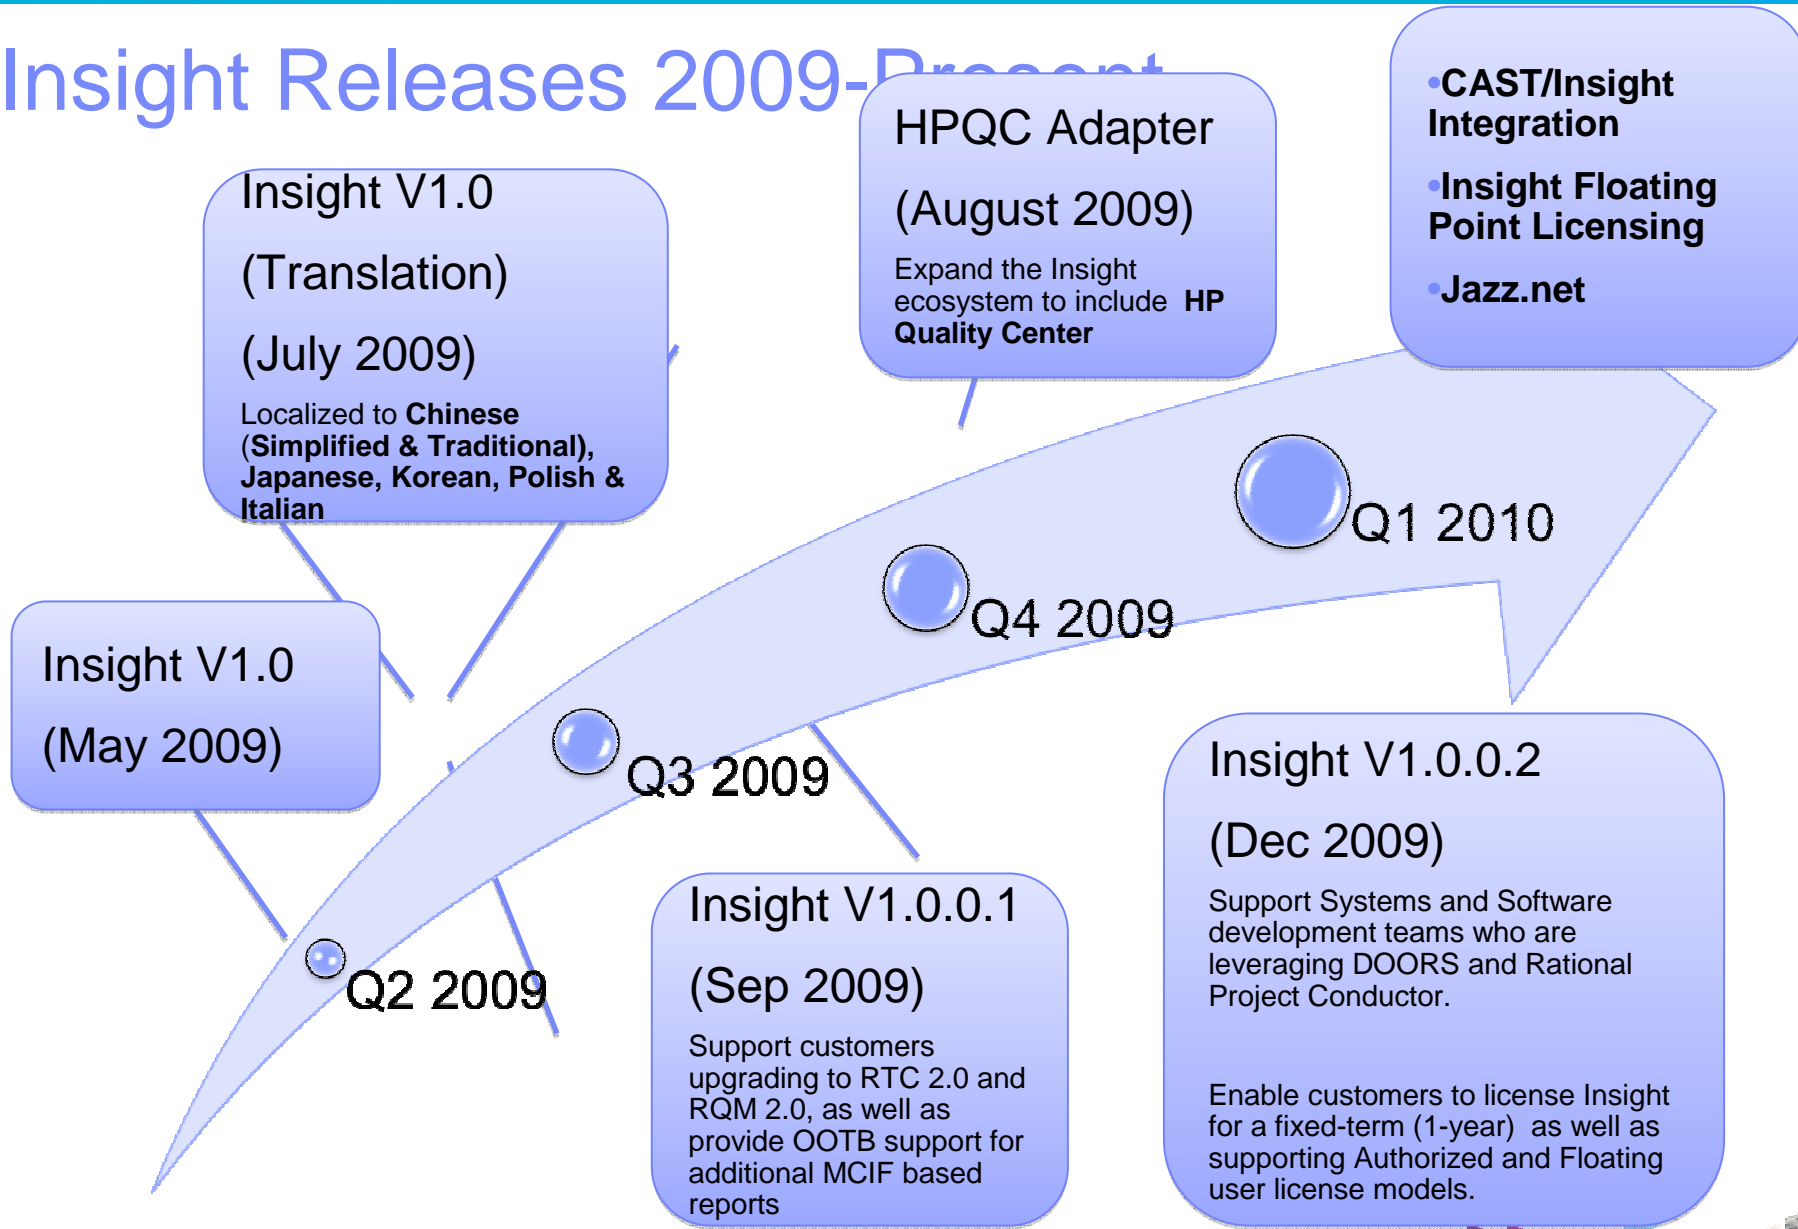 Insight Releases 2009-Present
Insight V1.0
(Translation)
(July 2009)
Localized to Chinese
(Simplified & Traditional),
Japanese, Korean, Polish &
Italian
HPQC Adapter
(August 2009)
Expand the Insight
ecosystem to include HP
Quality Center
•CAST/Insight
Integration
•Insight Floating
Point Licensing
•Jazz.net
Insight V1.0
(May 2009)
Q2 2009
Q3 2009
Q4 2009
Q1 2010
Insight V1.0.0.1
(Sep 2009)
Support customers
upgrading to RTC 2.0 and
RQM 2.0, as well as
provide OOTB support for
additional MCIF based
reports
Insight V1.0.0.2
(Dec 2009)
Support Systems and Software
development teams who are
leveraging DOORS and Rational
Project Conductor.
Enable customers to license Insight
for a fixed-term (1-year) as well as
supporting Authorized and Floating
user license models.